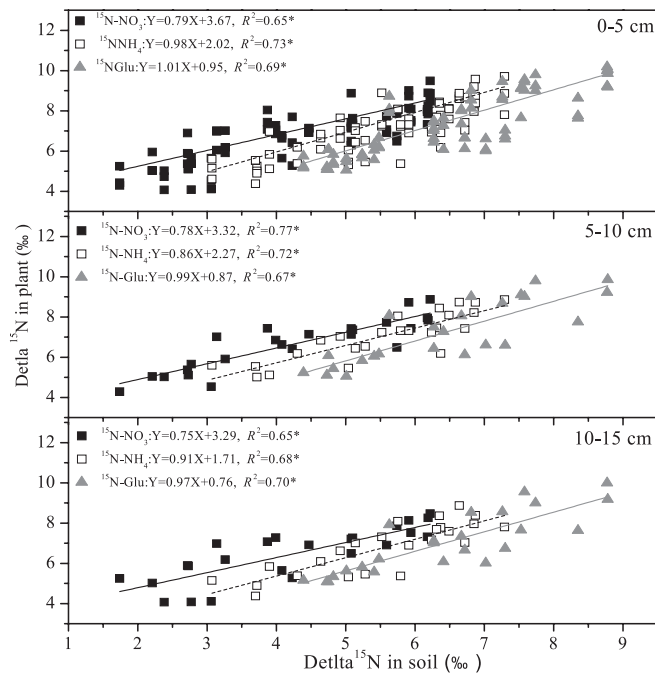 ¹⁵N-NO₃:Y=0.79X+3.67, R²=0.65*
¹⁵NNH₄:Y=0.98X+2.02, R²=0.73*
¹⁵NGlu:Y=1.01X+0.95, R²=0.69*
0-5 cm
12
10
8
6
4
¹⁵N-NO₃:Y=0.78X+3.32, R²=0.77*
¹⁵N-NH₄:Y=0.86X+2.27, R²=0.72*
¹⁵N-Glu:Y=0.99X+0.87, R²=0.67*
5-10 cm
12
10
8
6
4
¹⁵N-NO₃:Y=0.75X+3.29, R²=0.65*
¹⁵N-NH₄:Y=0.91X+1.71, R²=0.68*
¹⁵N-Glu:Y=0.97X+0.76, R²=0.70*
10-15 cm
12
10
8
6
4
Detla ¹⁵N in plant (‰)
1 2 3 4 5 6 7 8 9
Detlta¹⁵N in soil (‰)